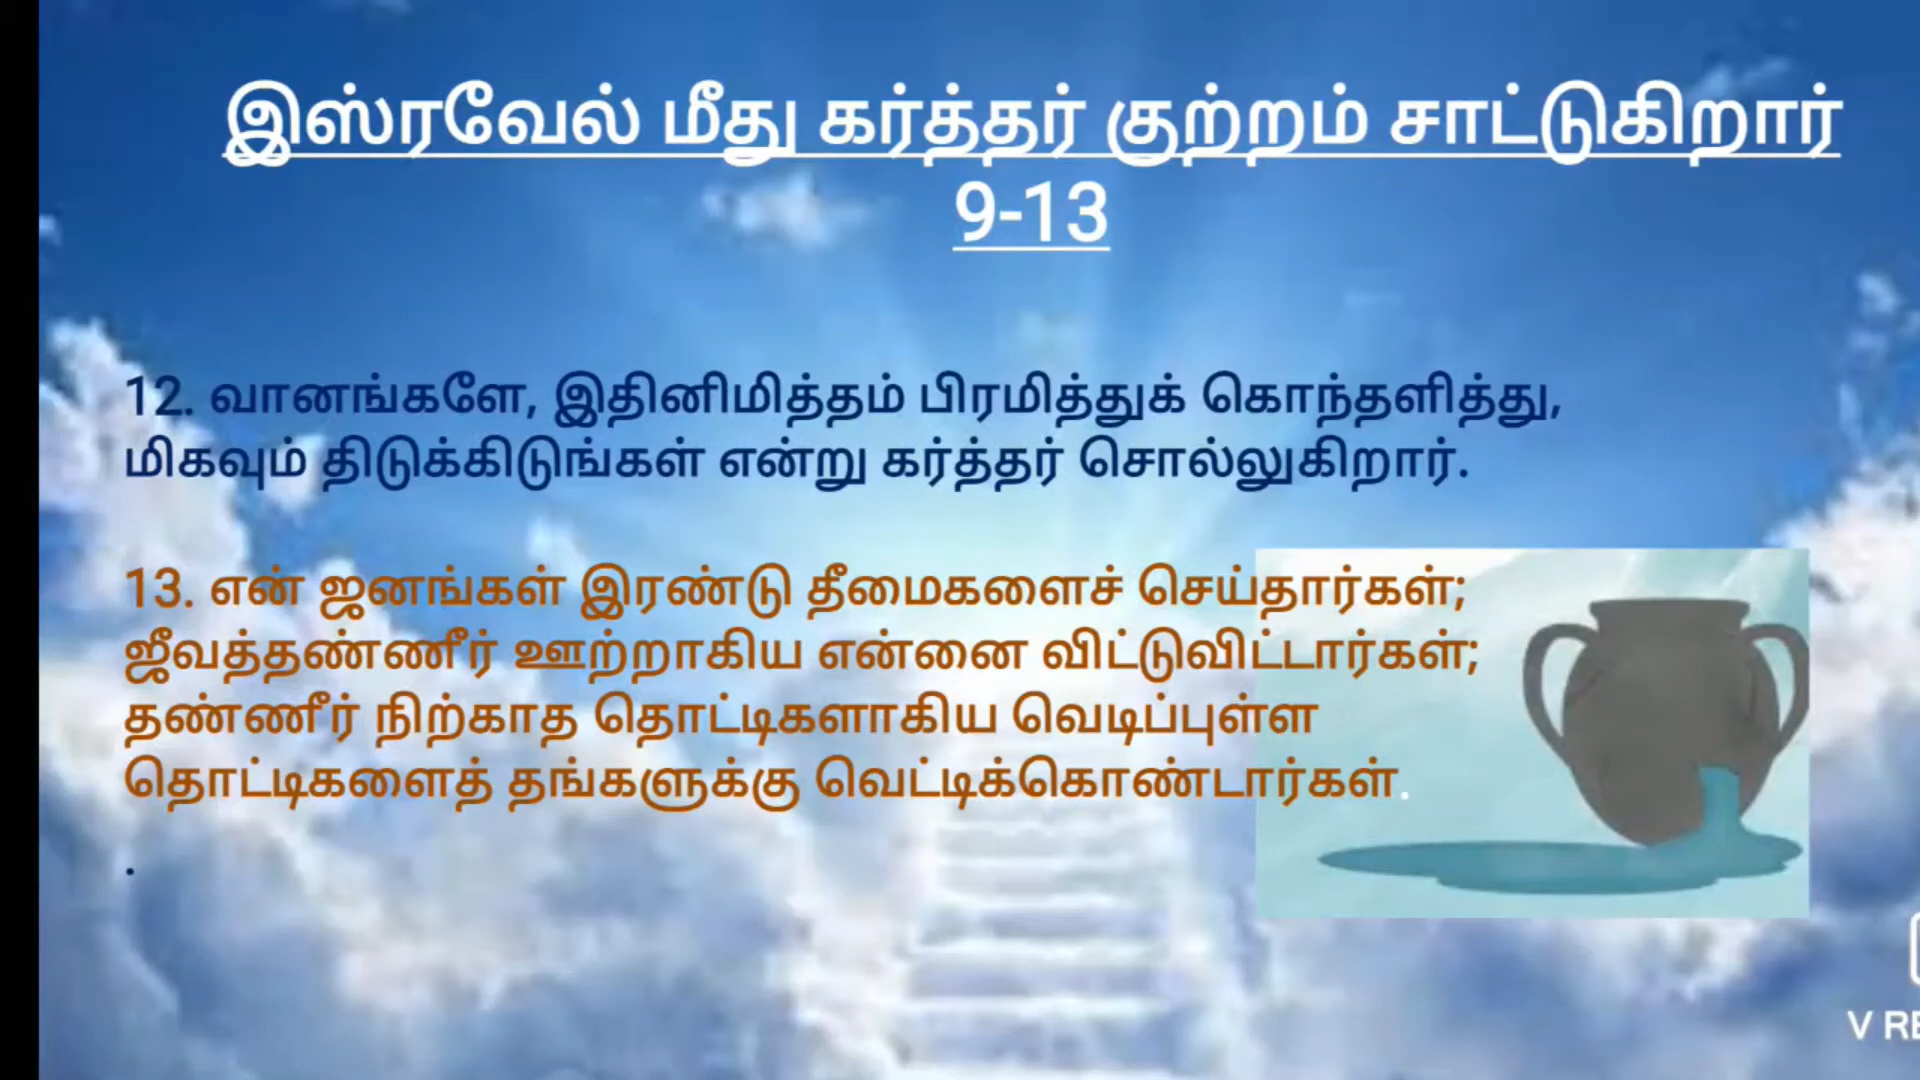 இஸ்ரவேல் மீது கர்த்தர் குற்றம் சாட்டுகிறார்
9-13
12. வானங்களே, இதினிமித்தம் பிரமித்துக் கொந்தளித்து,
மிகவும் திடுக்கிடுங்கள் என்று கர்த்தர் சொல்லுகிறார்.
13. என் ஜனங்கள் இரண்டு தீமைகளைச் செய்தார்கள்;
ஜீவத்தண்ணீர் ஊற்றாகிய என்னை விட்டுவிட்டார்கள்;
தண்ணீர் நிற்காத தொட்டிகளாகிய வெடிப்புள்ள
தொட்டிகளைத் தங்களுக்கு வெட்டிக்கொண்டார்கள்.
.
V